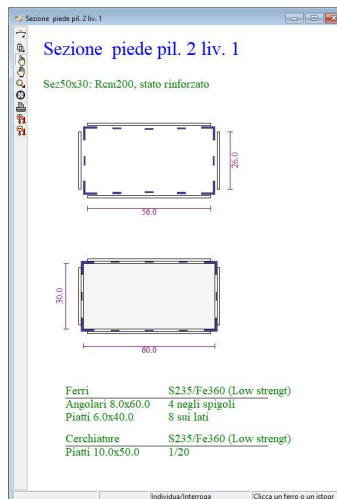 Sezione piede pil. 2 liv. 1
Sezione piede pil. 2 liv. 1
Sez50x30: Rcm200, stato rinforzato
26.0
56.0
30.0
60.0
Ferri S235/Fe360 (Low strengt)
Angolari 8.0x60.0 4 negli spigoli
Piatti 6.0x40.0 8 sui lati
Cerchiature S235/Fe360 (Low strengt)
Piatti 10.0x50.0 1/20
Individua/Interroga Clicca un ferro o un istogr